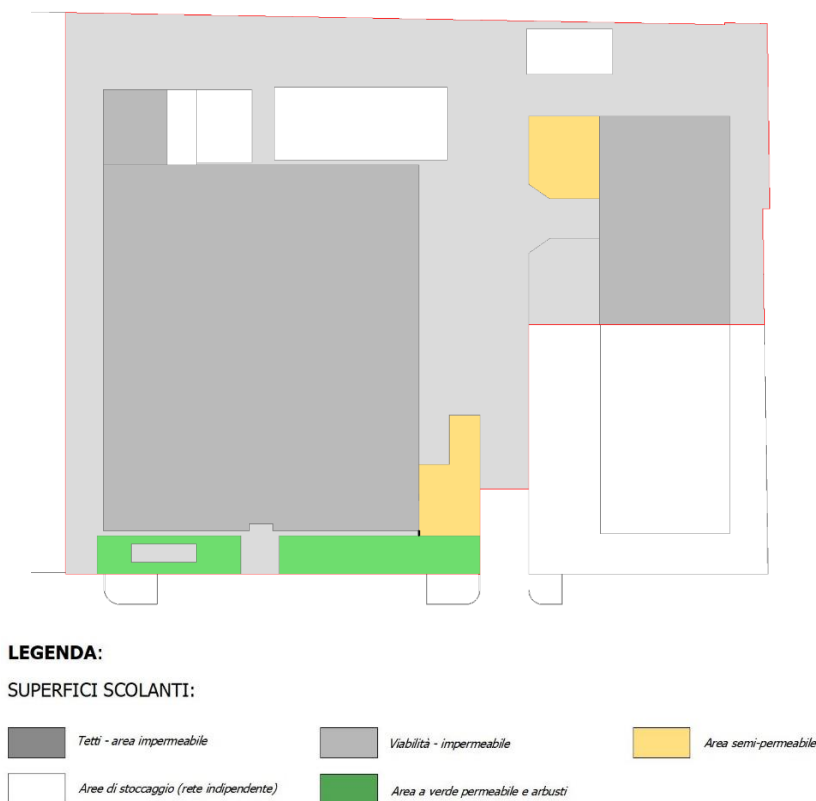 LEGENDA:
SUPERFICI SCOLANTI:
Tetti - area impermeabile
Viabilità - impermeabile
Area semi-permeabile
Aree di stoccaggio (rete indipendente)
Area a verde permeabile e arbusti